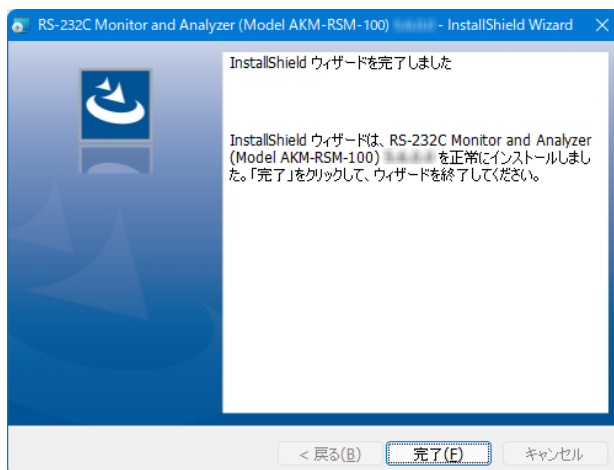 RS-232C Monitor and Analyzer (Model AKM-RSM-100) - InstallShield Wizard
InstallShield ウィザードを完了しました
InstallShield ウィザードは、RS-232C Monitor and Analyzer
(Model AKM-RSM-100) を正常にインストールしまし
た。「完了」をクリックして、ウィザードを終了してください。
< 戻る(B)
完了(F)
キャンセル